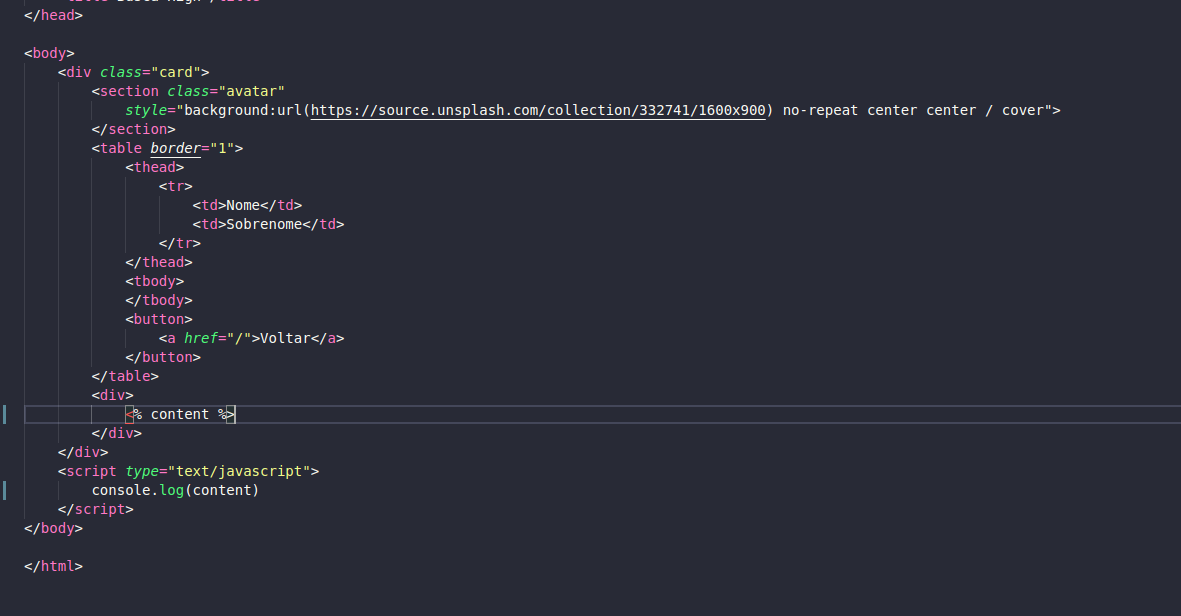 </head>
<body>
<div class="card">
<section class="avatar"
style="background:url(https://source.unsplash.com/collection/332741/1600x900) no-repeat center center / cover">
</section>
<table border="1">
<thead>
<tr>
<td>Nome</td>
<td>Sobrenome</td>
</tr>
</thead>
<tbody>
</tbody>
<button>
<a href="/">Voltar</a>
</button>
</table>
<div>
<% content %>
</div>
</div>
<script type="text/javascript">
console.log(content)
</script>
</body>
</html>